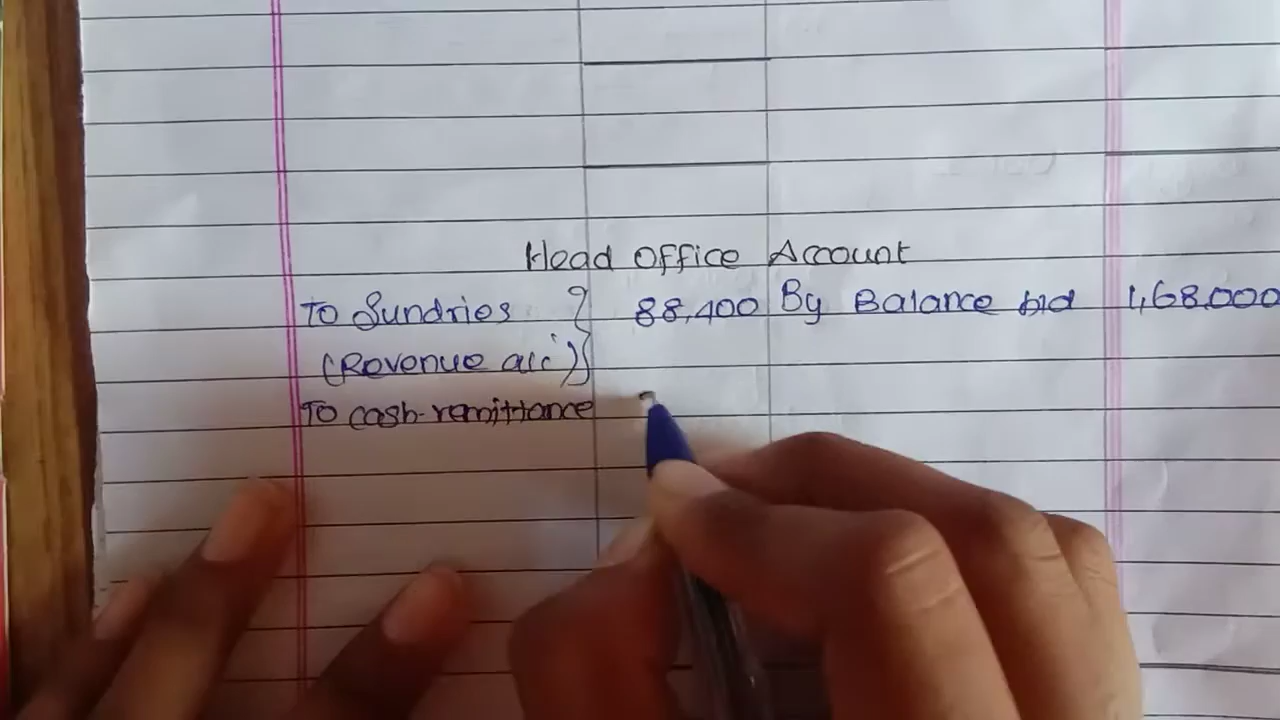 Head Office Account
To Sundries } 88,400 By Balance b/d 1,68,000
(Revenue a/c) }
To cash remittance